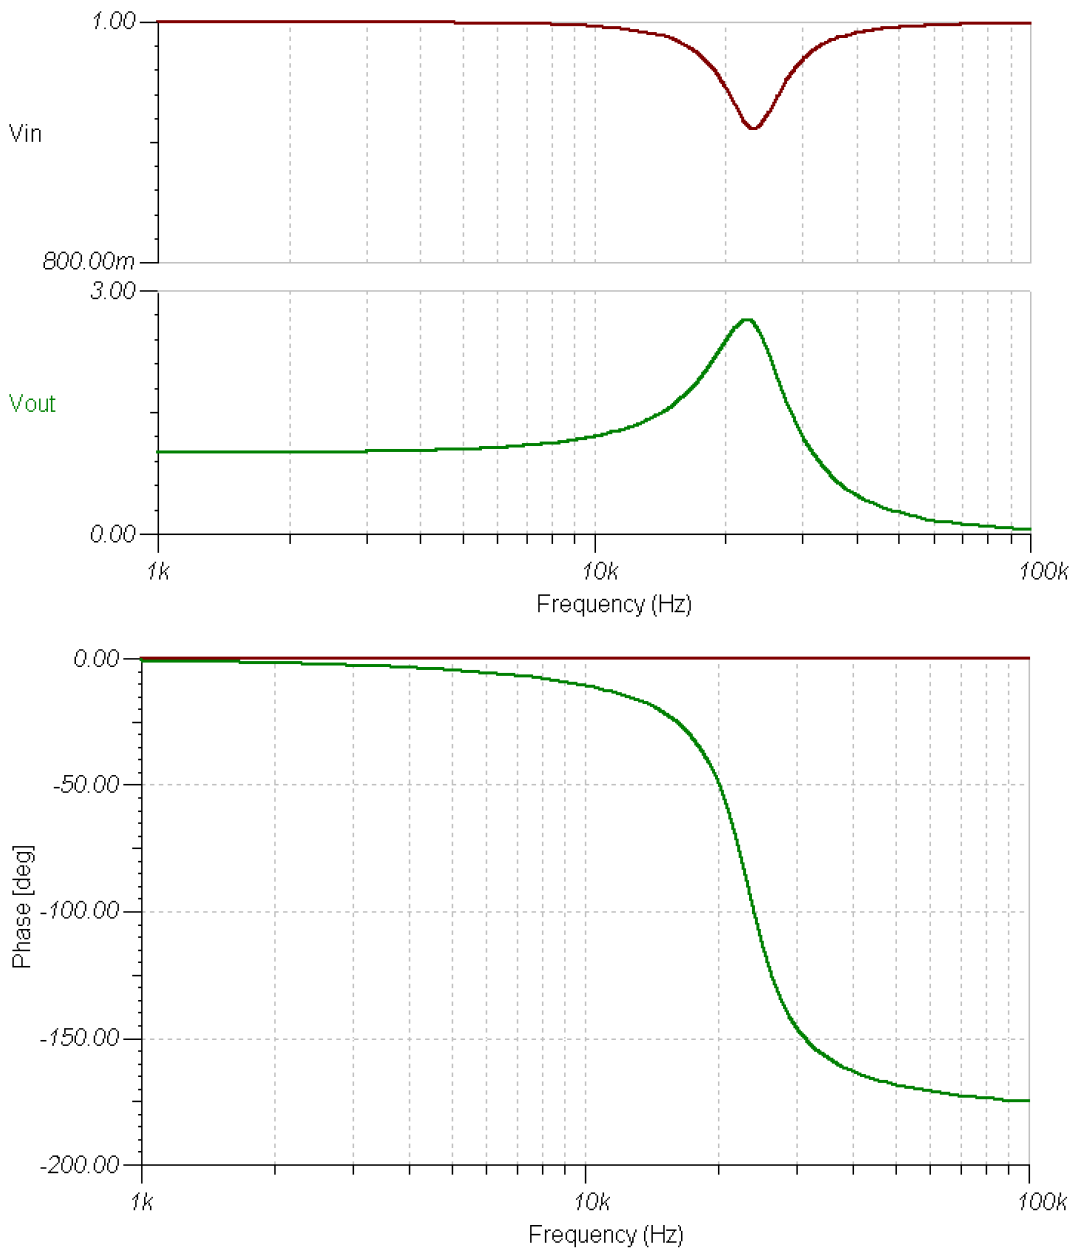 1.00
Vin
800.00m
3.00
Vout
0.00
1k 10k 100k
Frequency (Hz)
0.00
-50.00
Phase [deg]
-100.00
-150.00
-200.00
1k 10k 100k
Frequency (Hz)